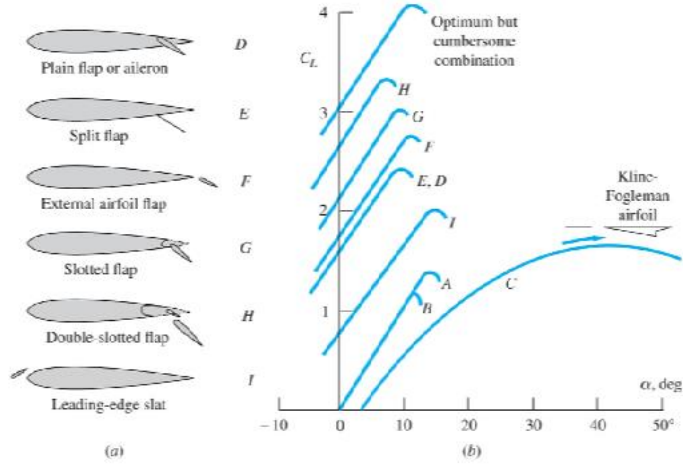 D
Plain flap or aileron
E
Split flap
F
External airfoil flap
G
Slotted flap
H
Double-slotted flap
I
Leading-edge slat
(a)
4
C_L
Optimum but
cumbersome
combination
H
3
G
F
E, D
Kline-
Fogleman
airfoil
2
I
A
C
B
1
α, deg
–10 0 10 20 30 40 50°
(b)